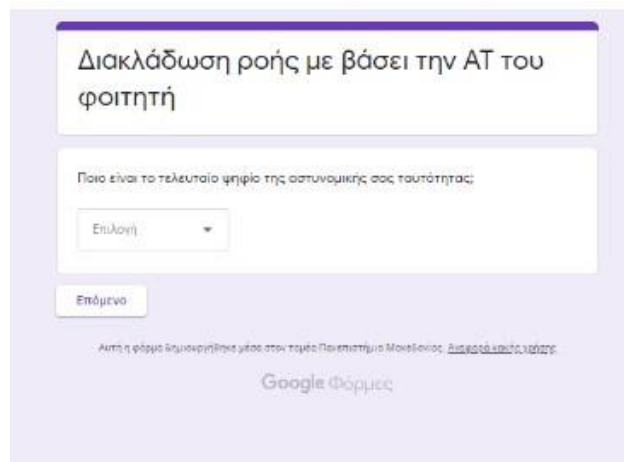 Διακλάδωση ροής με βάσει την ΑΤ του
φοιτητή
Ποιο είναι το τελευταίο ψηφίο της αστυνομικής σας ταυτότητας;
Επιλογή
Επόμενο
Αυτή η φόρμα δημιουργήθηκε μέσα στον τομέα Πανεπιστήμιο Μακεδονίας. Αναφορά κακής χρήσης
Google Φόρμες